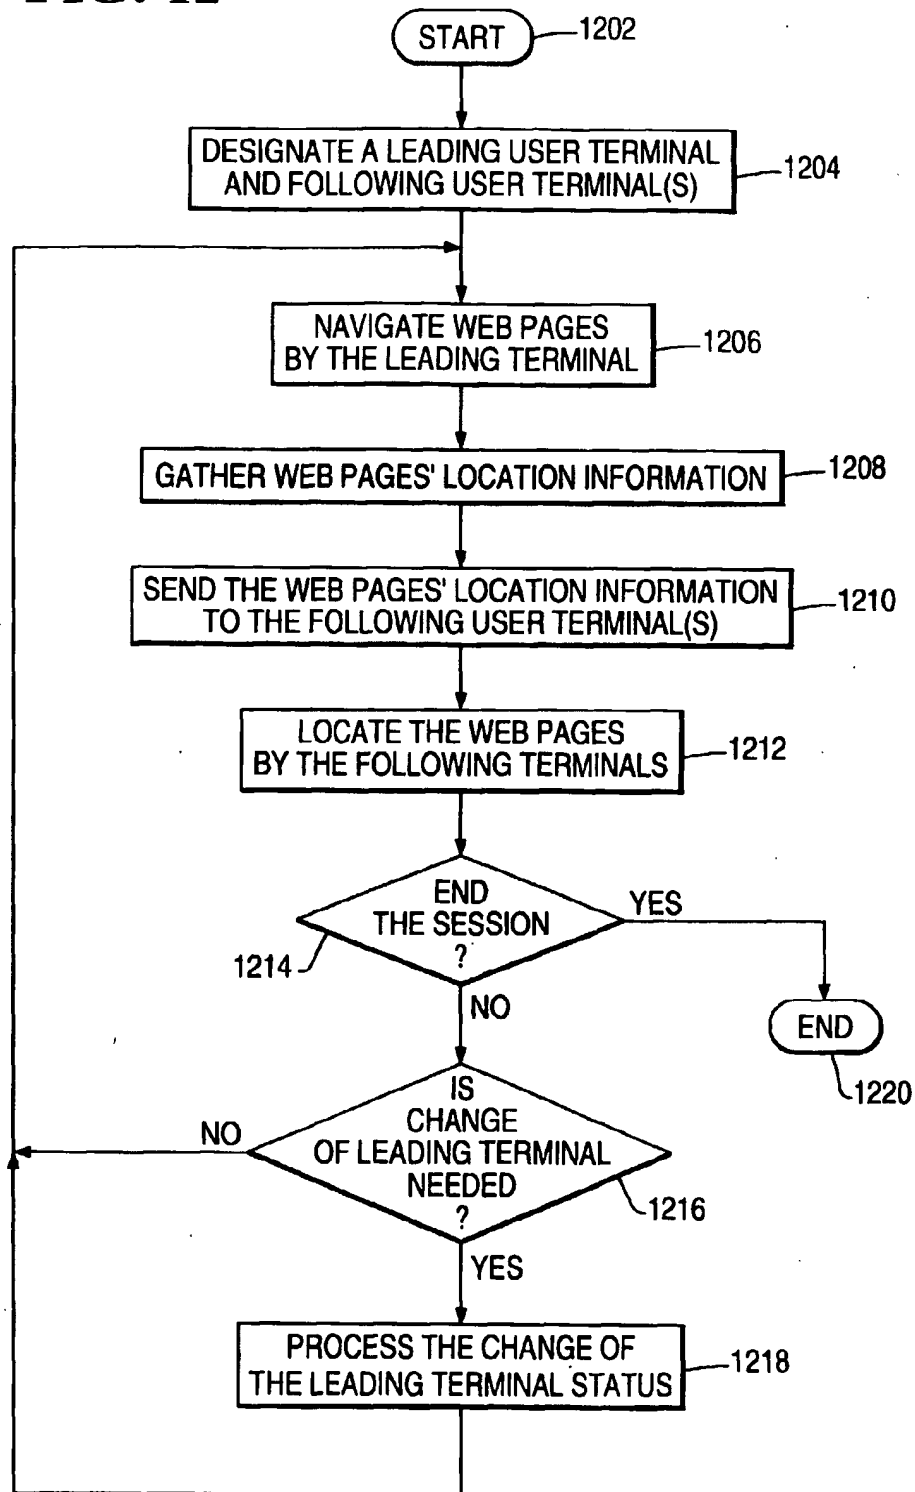 START
1202
DESIGNATE A LEADING USER TERMINAL
AND FOLLOWING USER TERMINAL(S)
1204
NAVIGATE WEB PAGES
BY THE LEADING TERMINAL
1206
GATHER WEB PAGES' LOCATION INFORMATION
1208
SEND THE WEB PAGES' LOCATION INFORMATION
TO THE FOLLOWING USER TERMINAL(S)
1210
LOCATE THE WEB PAGES
BY THE FOLLOWING TERMINALS
1212
END
THE SESSION
?
YES
1214
NO
END
1220
IS
CHANGE
OF LEADING TERMINAL
NEEDED
?
NO
1216
YES
PROCESS THE CHANGE OF
THE LEADING TERMINAL STATUS
1218